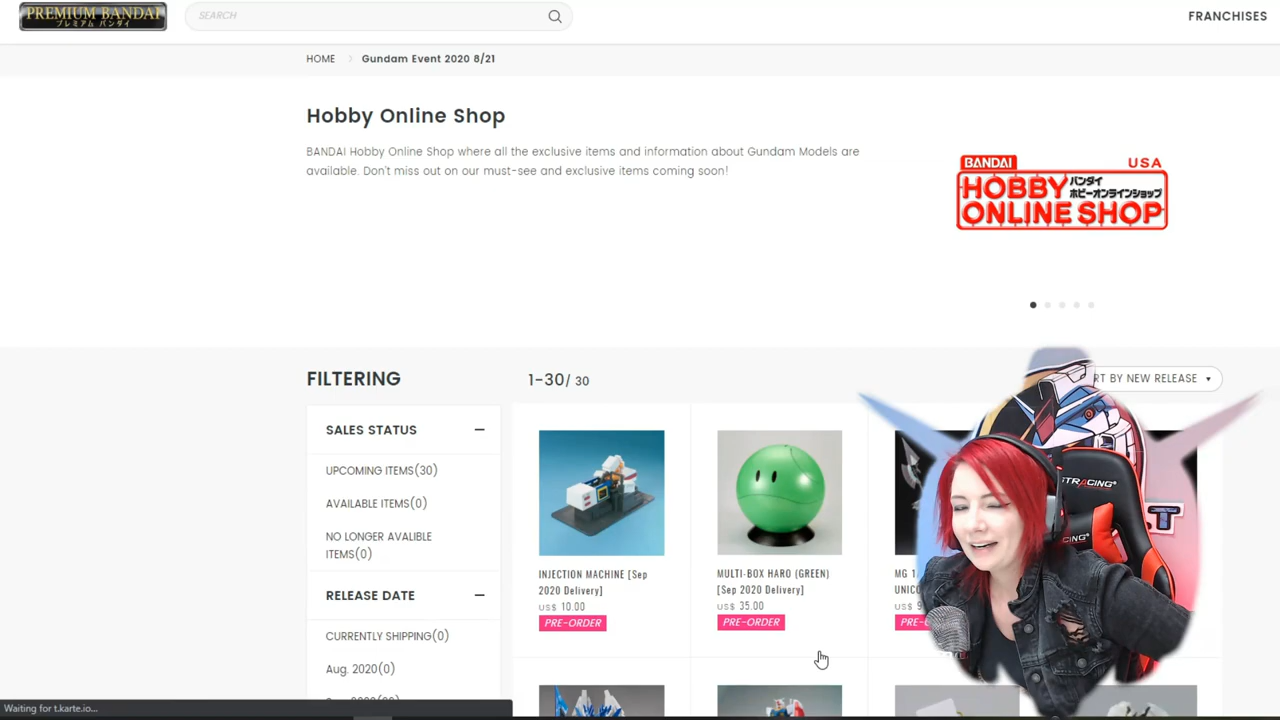 PREMIUM BANDAI
プレミアム バンダイ
SEARCH
FRANCHISES
HOME
Gundam Event 2020 8/21
Hobby Online Shop
BANDAI Hobby Online Shop where all the exclusive items and information about Gundam Models are
available. Don't miss out on our must-see and exclusive items coming soon!
BANDAI USA
HOBBY バンダイ
ホビーオンラインショップ
ONLINE SHOP
FILTERING
1-30/ 30
RT BY NEW RELEASE
SALES STATUS
UPCOMING ITEMS(30)
AVAILABLE ITEMS(0)
NO LONGER AVALIBLE
ITEMS(0)
RELEASE DATE
CURRENTLY SHIPPING(0)
Aug. 2020(0)
INJECTION MACHINE [Sep
2020 Delivery]
US$ 10.00
PRE-ORDER
MULTI-BOX HARO (GREEN)
[Sep 2020 Delivery]
US$ 35.00
PRE-ORDER
MG 1
UNICO
US$ 9
PRE-
Waiting for t.karte.io...